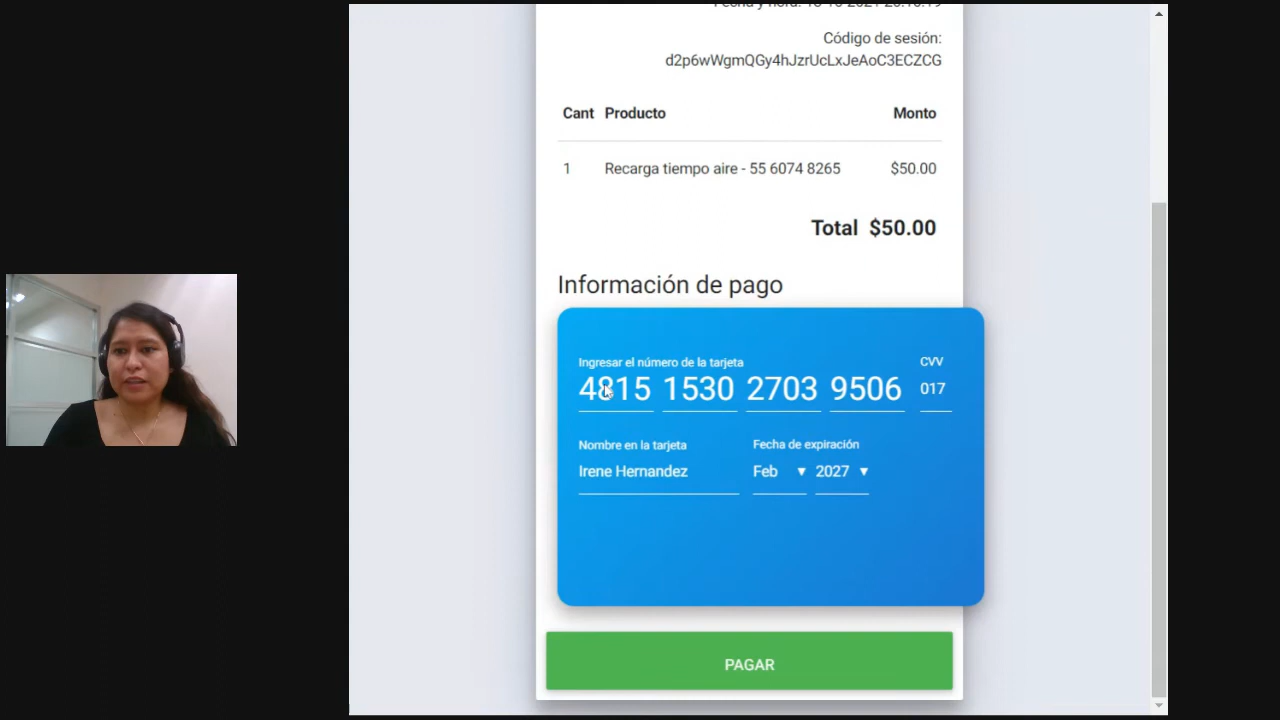 Código de sesión:
d2p6wWgmQGy4hJzrUcLxJeAoC3ECZCG
Cant Producto Monto
1 Recarga tiempo aire - 55 6074 8265 $50.00
Total $50.00
Información de pago
Ingresar el número de la tarjeta CVV
4815 1530 2703 9506 017
Nombre en la tarjeta Fecha de expiración
Irene Hernandez Feb 2027
PAGAR